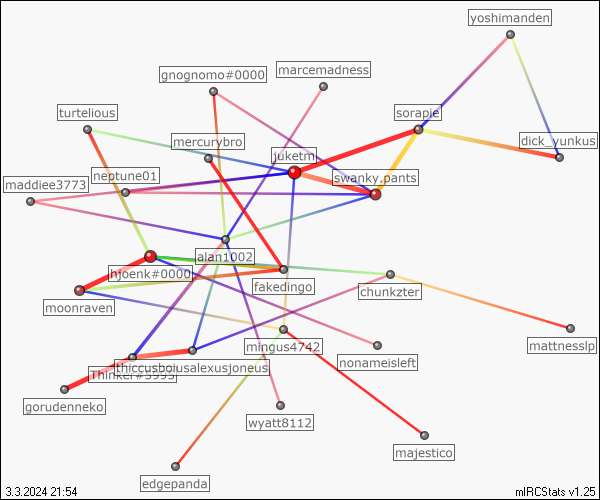 yoshimanden
gnognomo#0000
marcemadness
turtelious
sorapie
mercurybro
dick_yunkus
juketm
neptune01
swanky.pants
maddiee3773
alan1002
hjoenk#0000
fakedingo
chunkzter
moonraven
mingus4742
mattnesslp
nonameisleft
thiccusboiusalexusjoneus
Thinker#3995
gorudenneko
wyatt8112
majestico
edgepanda
3.3.2024 21:54
mIRCStats v1.25